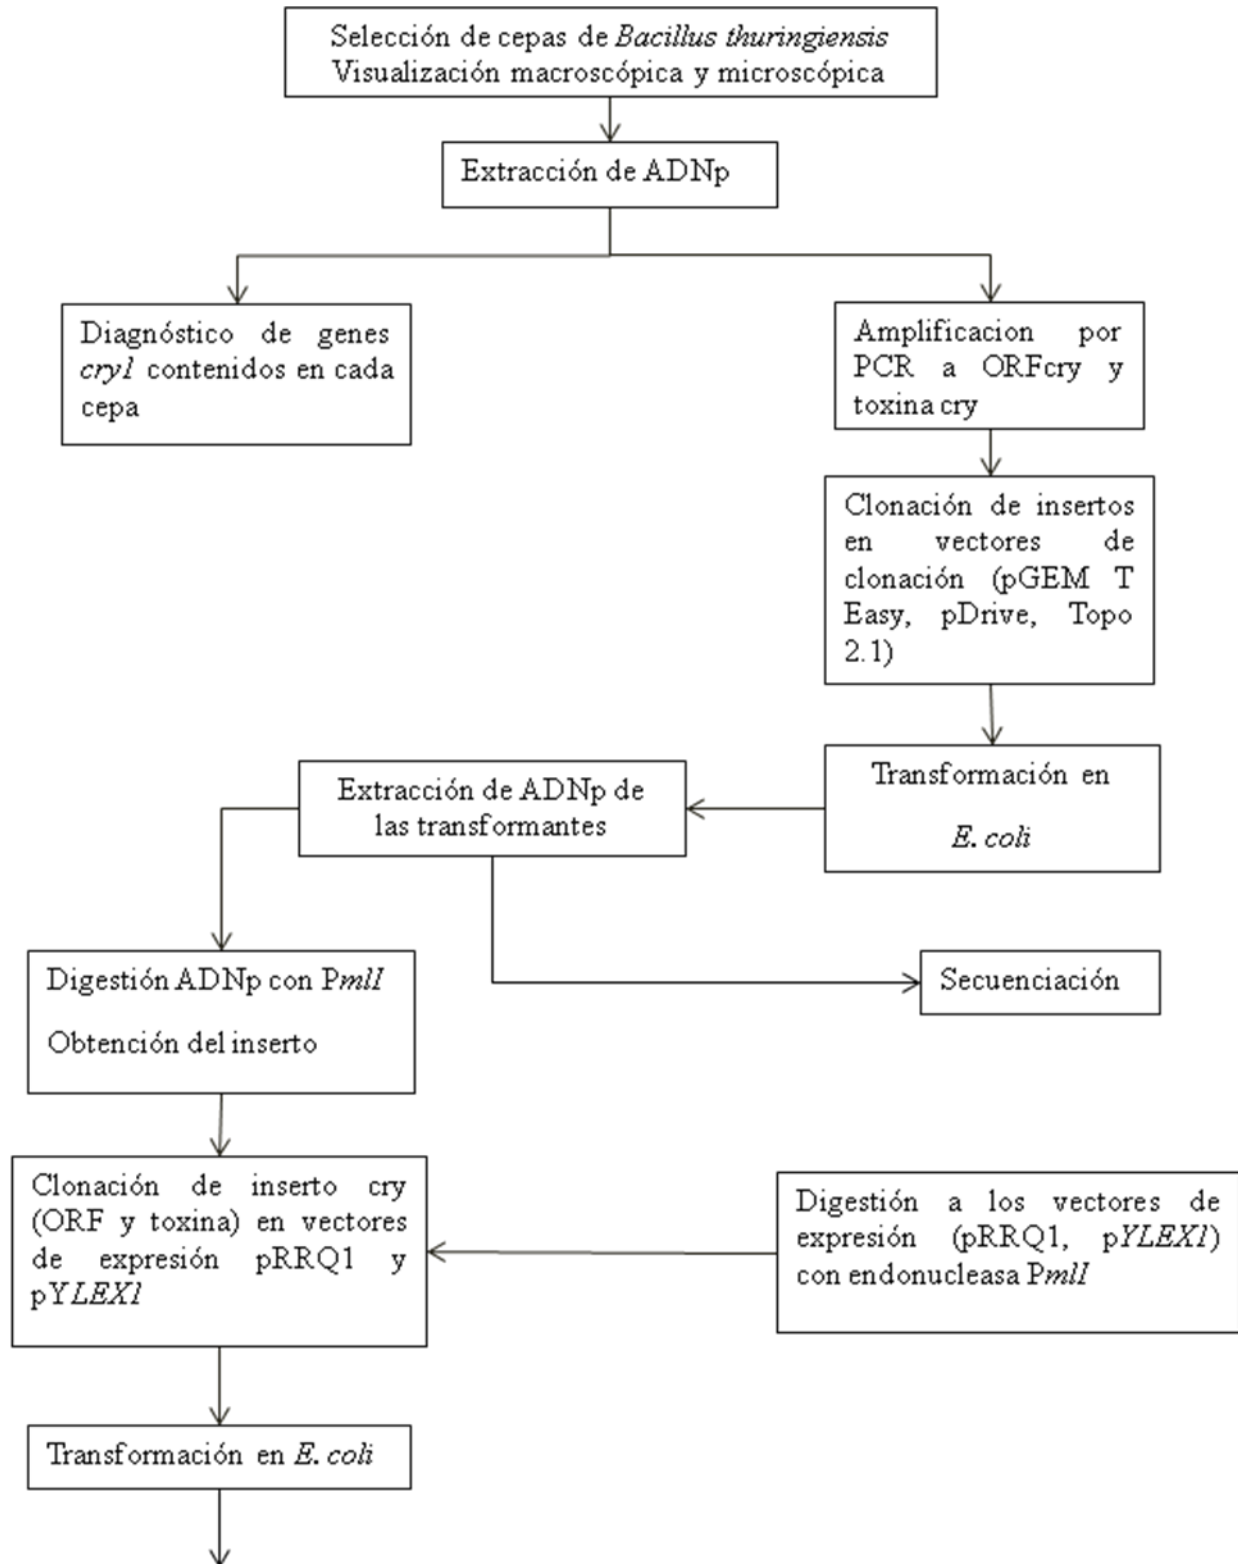 Selección de cepas de Bacillus thuringiensis
Visualización macroscópica y microscópica
Extracción de ADNp
Diagnóstico de genes
cry1 contenidos en cada
cepa
Amplificacion por
PCR a ORFcry y
toxina cry
Clonación de insertos
en vectores de
clonación (pGEM T
Easy, pDrive, Topo
2.1)
Transformación en
E. coli
Extracción de ADNp de
las transformantes
Secuenciación
Digestión ADNp con PmlI
Obtención del inserto
Clonación de inserto cry
(ORF y toxina) en vectores
de expresión pRRQ1 y
pYLEX1
Digestión a los vectores de
expresión (pRRQ1, pYLEX1)
con endonucleasa PmlI
Transformación en E. coli